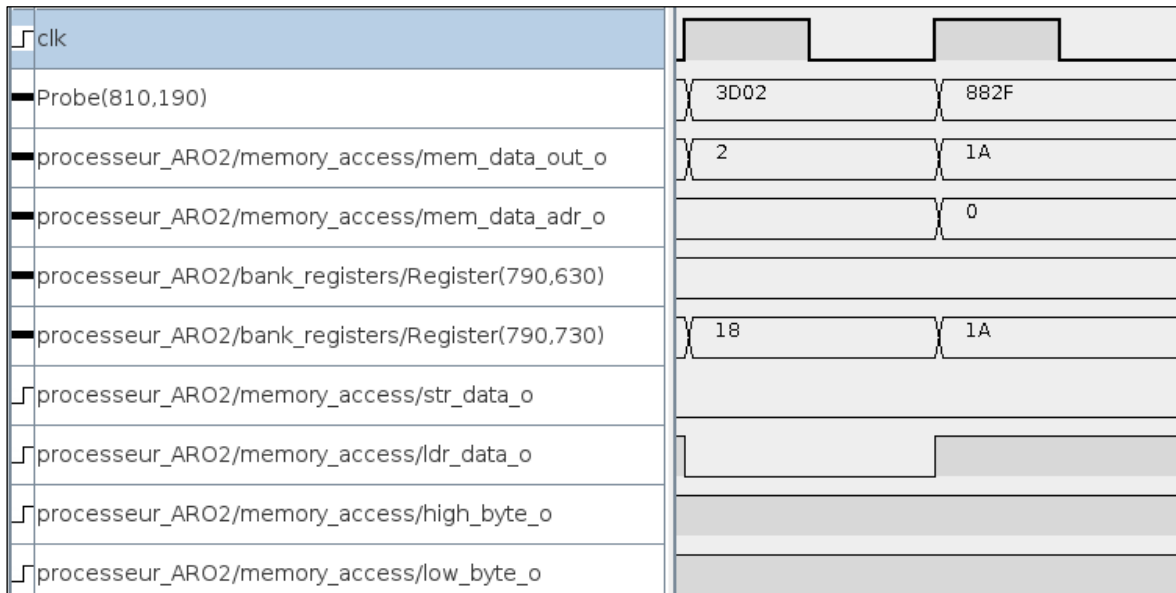 clk
Probe(810,190) 3D02 882F
processeur_ARO2/memory_access/mem_data_out_o 2 1A
processeur_ARO2/memory_access/mem_data_adr_o 0
processeur_ARO2/bank_registers/Register(790,630)
processeur_ARO2/bank_registers/Register(790,730) 18 1A
processeur_ARO2/memory_access/str_data_o
processeur_ARO2/memory_access/ldr_data_o
processeur_ARO2/memory_access/high_byte_o
processeur_ARO2/memory_access/low_byte_o